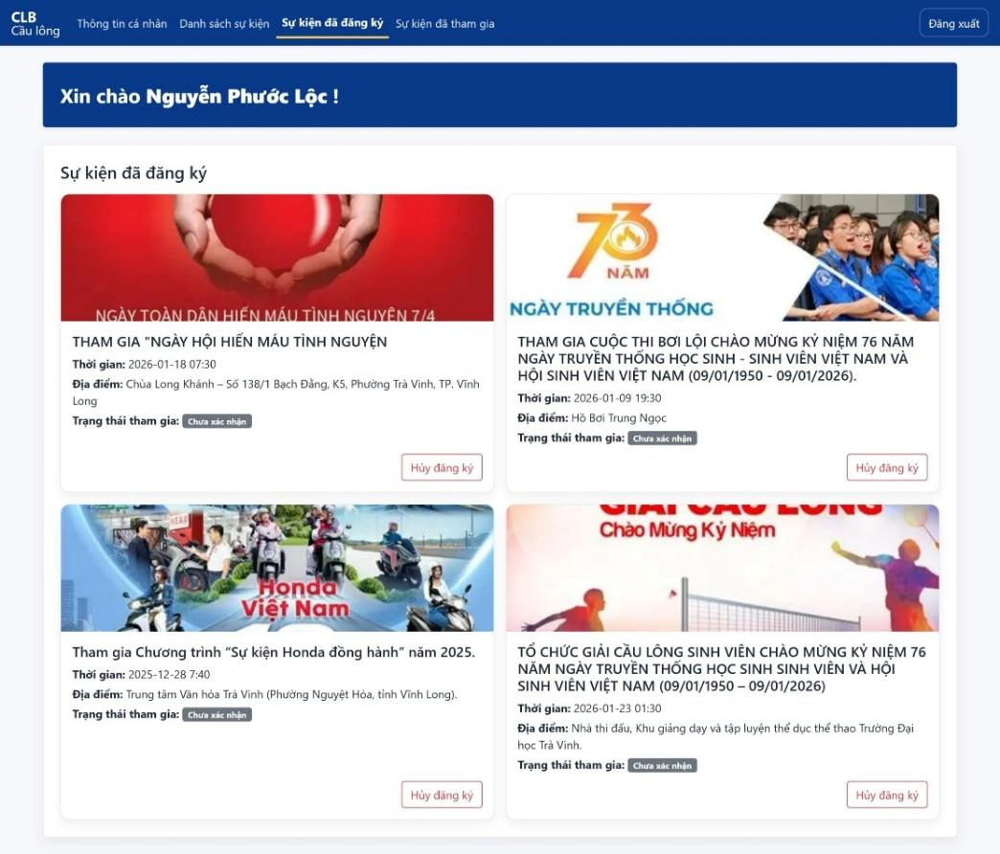 CLB
Cầu lông
Thông tin cá nhân
Danh sách sự kiện
Sự kiện đã đăng ký
Sự kiện đã tham gia
Đăng xuất
Xin chào Nguyễn Phước Lộc !
Sự kiện đã đăng ký
NGÀY TOÀN DÂN HIẾN MÁU TÌNH NGUYỆN 7/4
THAM GIA "NGÀY HỘI HIẾN MÁU TÌNH NGUYỆN
Thời gian: 2026-01-18 07:30
Địa điểm: Chùa Long Khánh – Số 138/1 Bạch Đằng, K5, Phường Trà Vinh, TP. Vĩnh
Long
Trạng thái tham gia: Chưa xác nhận
Hủy đăng ký
73
NĂM
NGÀY TRUYỀN THỐNG
THAM GIA CUỘC THI BƠI LỘI CHÀO MỪNG KỶ NIỆM 76 NĂM
NGÀY TRUYỀN THỐNG HỌC SINH - SINH VIÊN VIỆT NAM VÀ
HỘI SINH VIÊN VIỆT NAM (09/01/1950 - 09/01/2026).
Thời gian: 2026-01-09 19:30
Địa điểm: Hồ Bơi Trung Ngọc
Trạng thái tham gia: Chưa xác nhận
Hủy đăng ký
HEAD
Honda
Việt Nam
Tham gia Chương trình “Sự kiện Honda đồng hành” năm 2025.
Thời gian: 2025-12-28 7:40
Địa điểm: Trung tâm Văn hóa Trà Vinh (Phường Nguyệt Hóa, tỉnh Vĩnh Long).
Trạng thái tham gia: Chưa xác nhận
Hủy đăng ký
GIẢI CẦU LÔNG
Chào Mừng Kỷ Niệm
TỔ CHỨC GIẢI CẦU LÔNG SINH VIÊN CHÀO MỪNG KỶ NIỆM 76
NĂM NGÀY TRUYỀN THỐNG HỌC SINH SINH VIÊN VÀ HỘI
SINH VIÊN VIỆT NAM (09/01/1950 – 09/01/2026)
Thời gian: 2026-01-23 01:30
Địa điểm: Nhà thi đấu, Khu giảng dạy và tập luyện thể dục thể thao Trường Đại
học Trà Vinh.
Trạng thái tham gia: Chưa xác nhận
Hủy đăng ký